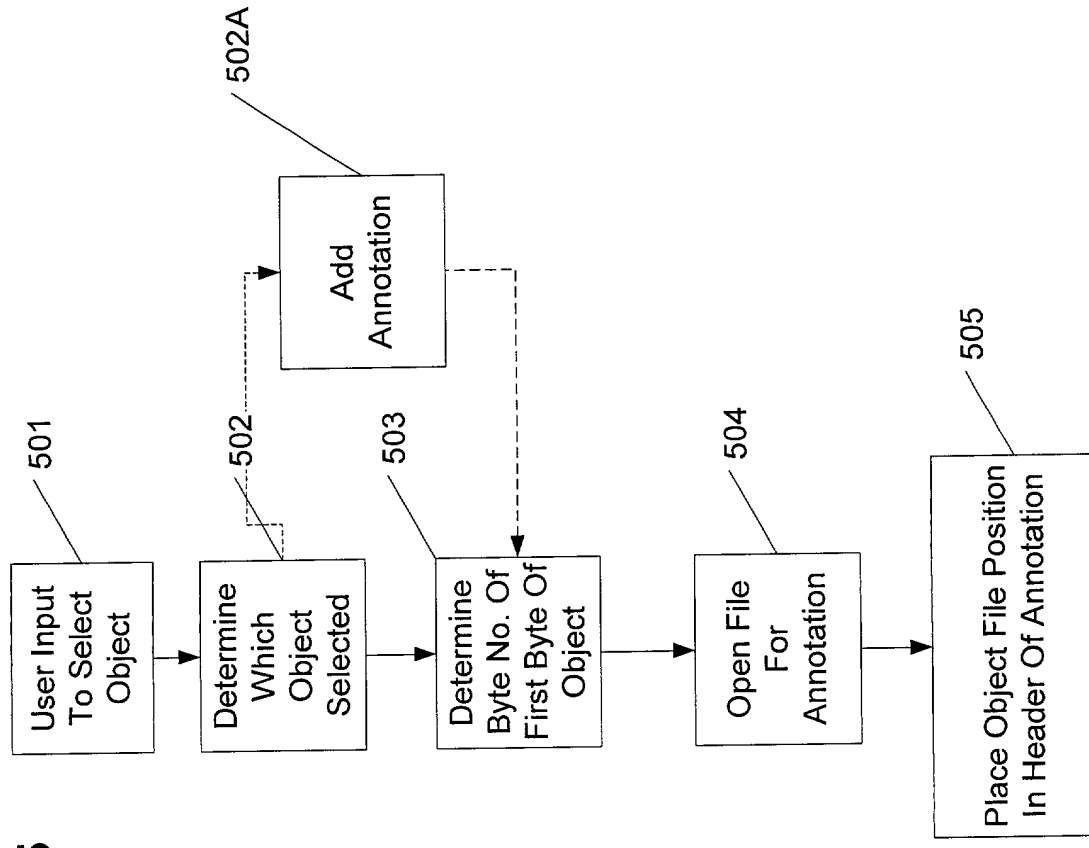 501
User Input
To Select
Object
502
Determine
Which
Object
Selected
502A
Add
Annotation
503
Determine
Byte No. Of
First Byte Of
Object
504
Open File
For
Annotation
505
Place Object File Position
In Header Of Annotation